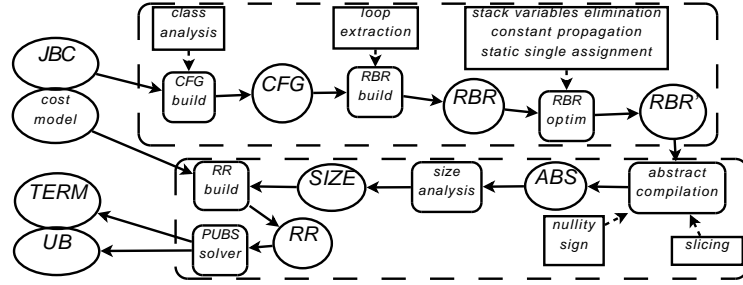 class
analysis
loop
extraction
stack variables elimination
constant propagation
static single assignment
JBC
cost
model
CFG
build
CFG
RBR
build
RBR
RBR
optim
RBR'
RR
build
SIZE
size
analysis
ABS
abstract
compilation
TERM
UB
PUBS
solver
RR
nullity
sign
slicing